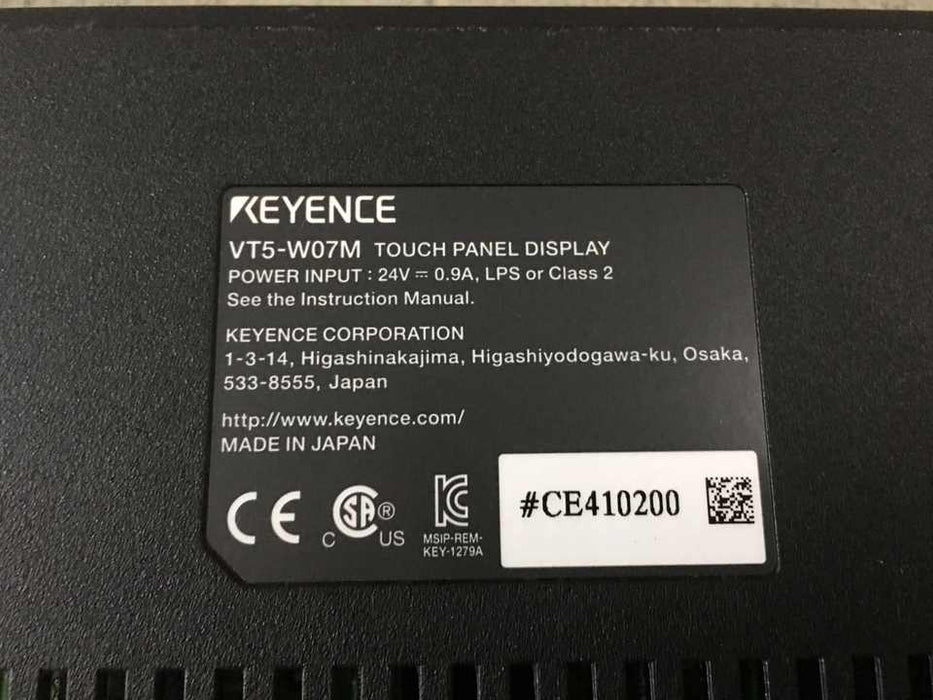 KEYENCE
VT5-W07M TOUCH PANEL DISPLAY
POWER INPUT : 24V ⎓ 0.9A, LPS or Class 2
See the Instruction Manual.
KEYENCE CORPORATION
1-3-14, Higashinakajima, Higashiyodogawa-ku, Osaka,
533-8555, Japan
http://www.keyence.com/
MADE IN JAPAN
CE
C SA ® US
KC
MSIP-REM-
KEY-1279A
#CE410200